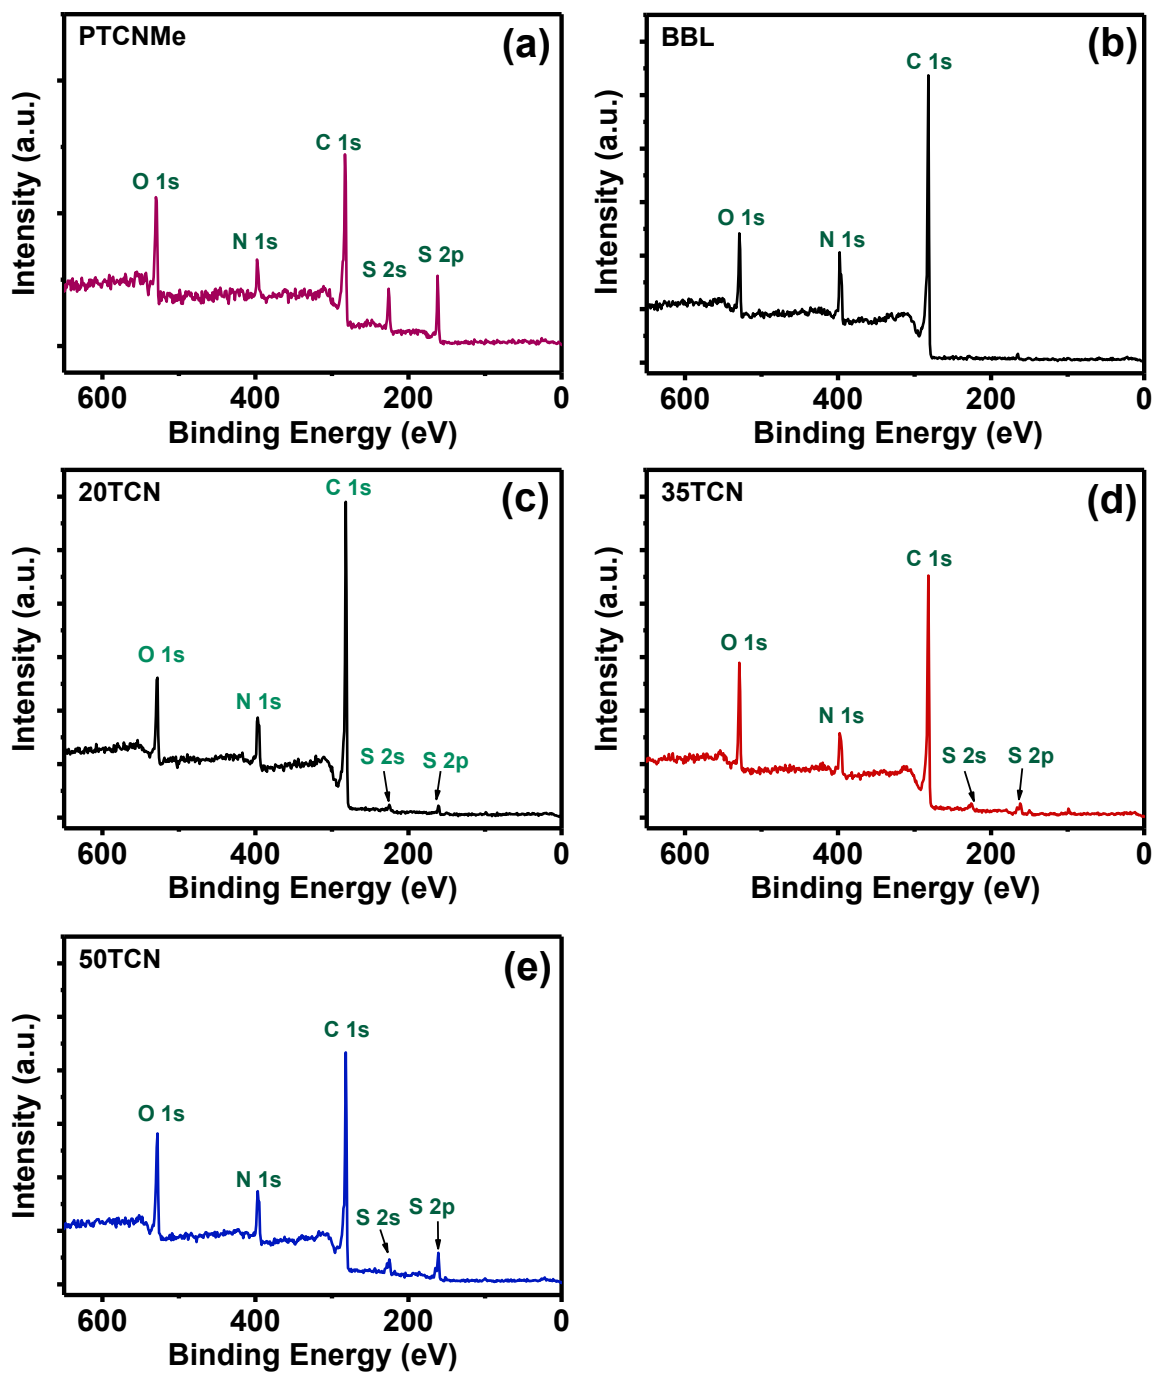 PTCNMe
(a)
C 1s
O 1s
N 1s
S 2s
S 2p
Intensity (a.u.)
600
400
200
0
Binding Energy (eV)
BBL
(b)
C 1s
O 1s
N 1s
Intensity (a.u.)
600
400
200
0
Binding Energy (eV)
20TCN
(c)
C 1s
O 1s
N 1s
S 2s
S 2p
Intensity (a.u.)
600
400
200
0
Binding Energy (eV)
35TCN
(d)
C 1s
O 1s
N 1s
S 2s
S 2p
Intensity (a.u.)
600
400
200
0
Binding Energy (eV)
50TCN
(e)
C 1s
O 1s
N 1s
S 2s
S 2p
Intensity (a.u.)
600
400
200
0
Binding Energy (eV)